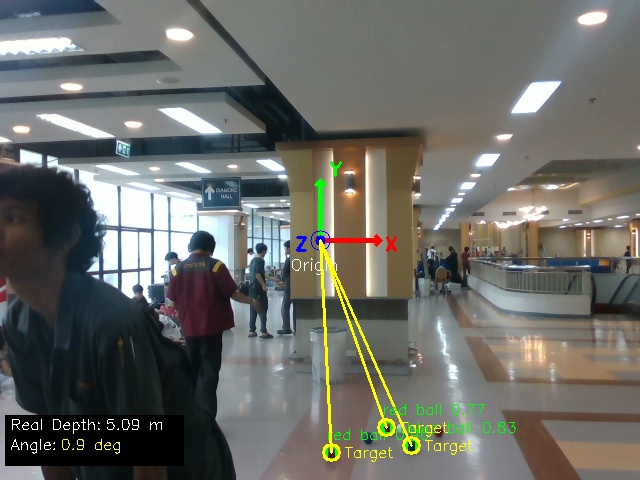 DIAMOND
HALL
Y
Z
X
Origin
red ball 0.77
Target
ball 0.83
Target
ed ball
Target
Real Depth: 5.09 m
Angle: 0.9 deg